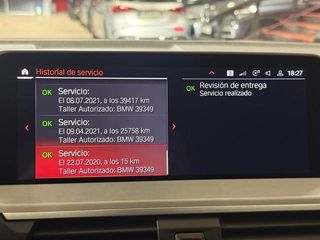 Historial de servicio
18:27
OK Servicio:
El 08.07.2021, a los 39417 km
Taller Autorizado: BMW 39349
OK Servicio:
El 09.04.2021, a los 25758 km
Taller Autorizado: BMW 39349
OK Servicio:
El 22.07.2020, a los 15 km
Taller Autorizado: BMW 39349
OK Revisión de entrega
Servicio realizado